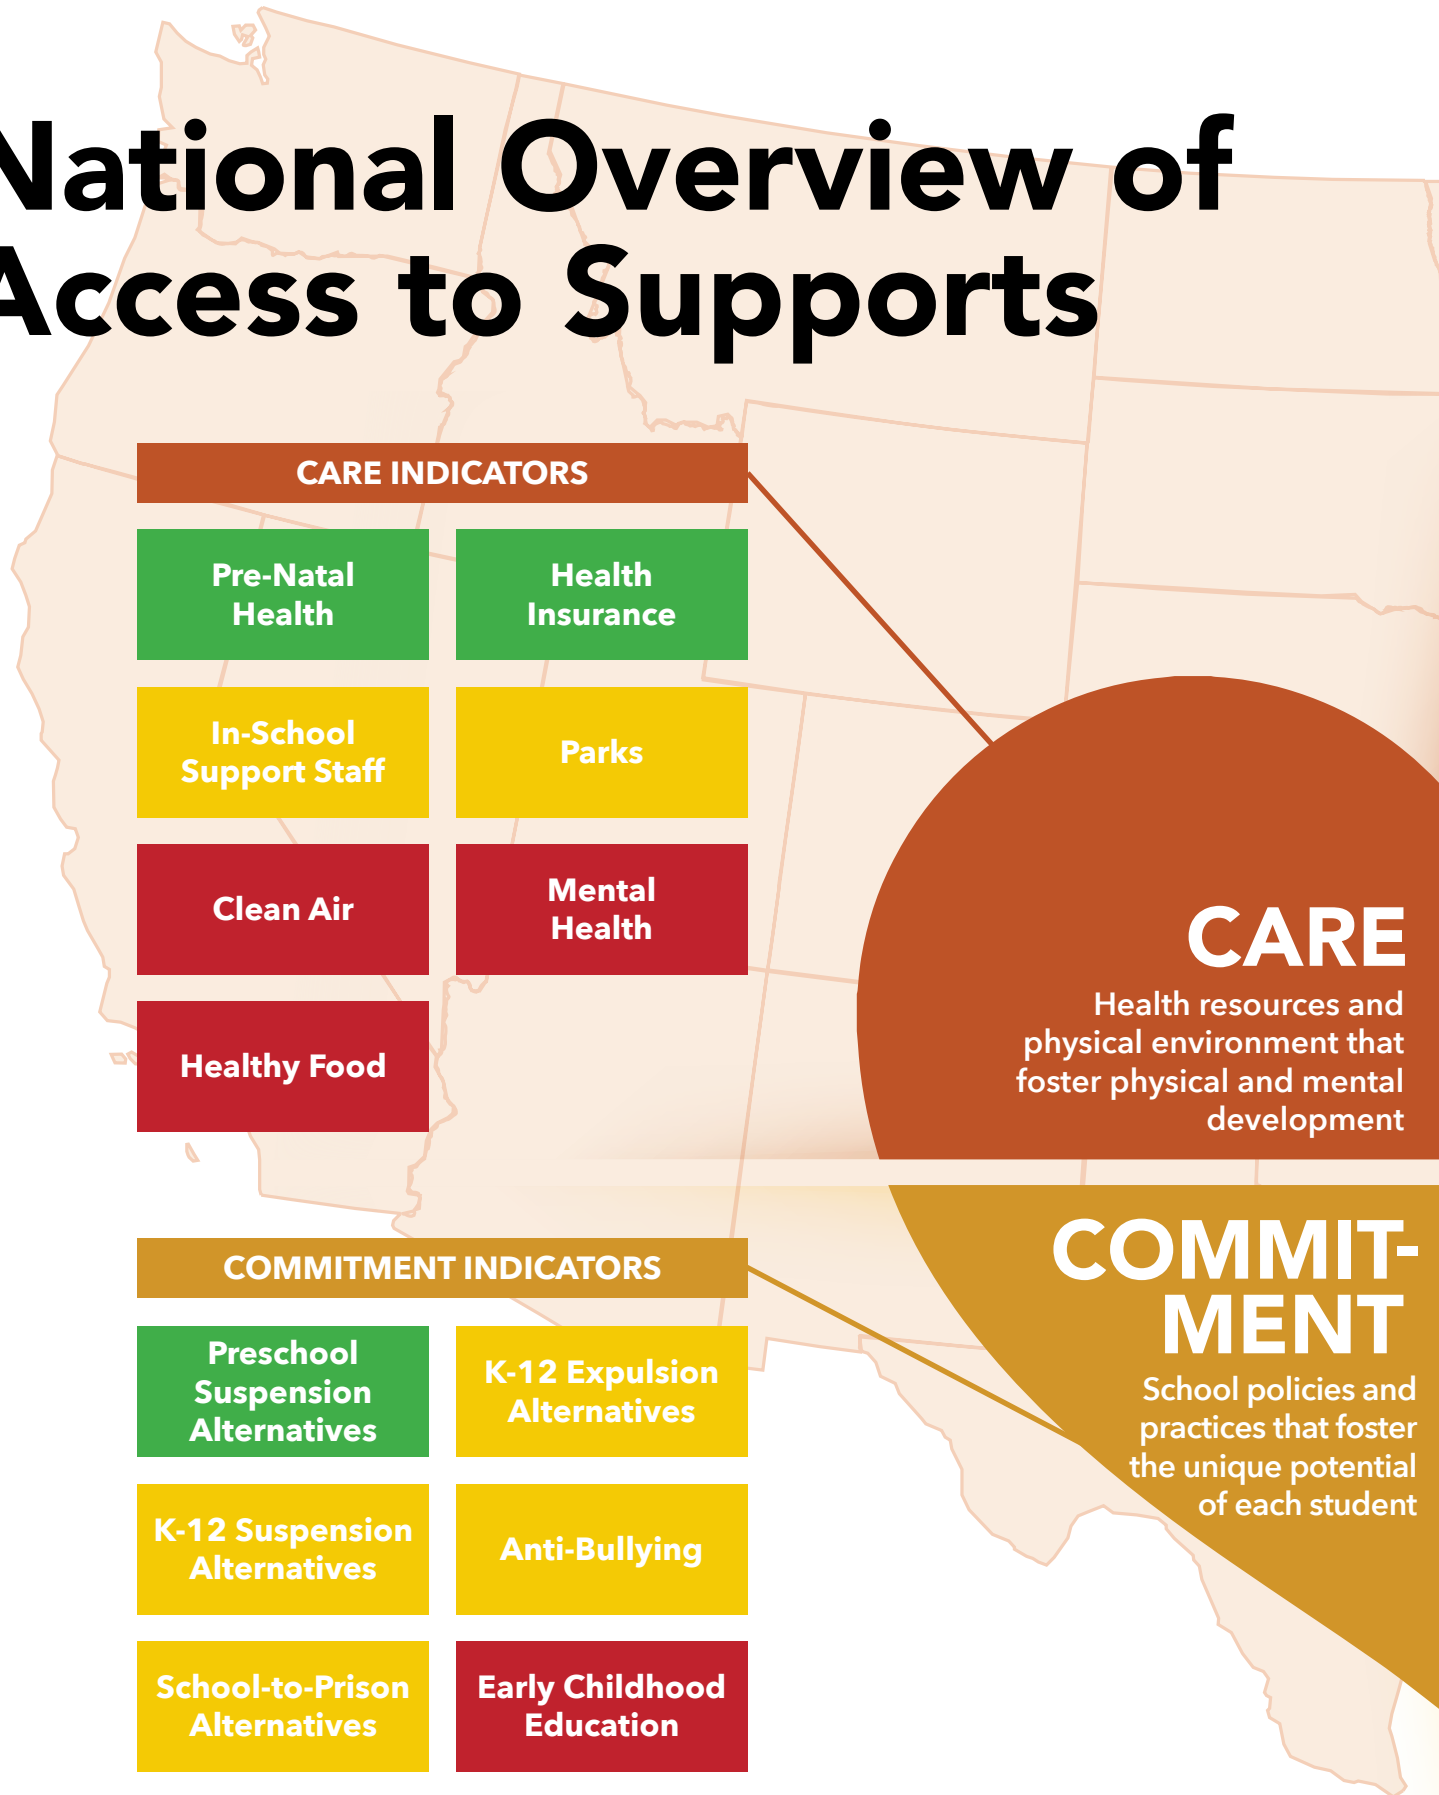 National Overview of
Access to Supports
CARE INDICATORS
Pre-Natal
Health
Health
Insurance
In-School
Support Staff
Parks
Clean Air
Mental
Health
Healthy Food
CARE
Health resources and
physical environment that
foster physical and mental
development
COMMITMENT INDICATORS
Preschool
Suspension
Alternatives
K-12 Expulsion
Alternatives
K-12 Suspension
Alternatives
Anti-Bullying
School-to-Prison
Alternatives
Early Childhood
Education
COMMIT-
MENT
School policies and
practices that foster
the unique potential
of each student